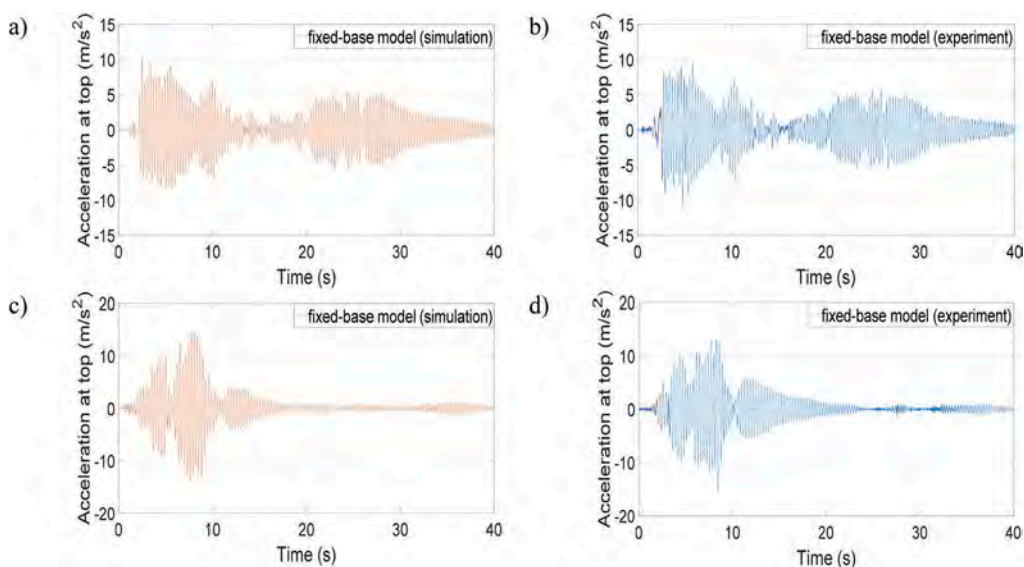 a)
Acceleration at top (m/s²)
15
10
5
0
-5
-10
-15
fixed-base model (simulation)
0 10 20 30 40
Time (s)
b)
Acceleration at top (m/s²)
15
10
5
0
-5
-10
-15
fixed-base model (experiment)
0 10 20 30 40
Time (s)
c)
Acceleration at top (m/s²)
20
10
0
-10
-20
fixed-base model (simulation)
0 10 20 30 40
Time (s)
d)
Acceleration at top (m/s²)
20
10
0
-10
-20
fixed-base model (experiment)
0 10 20 30 40
Time (s)